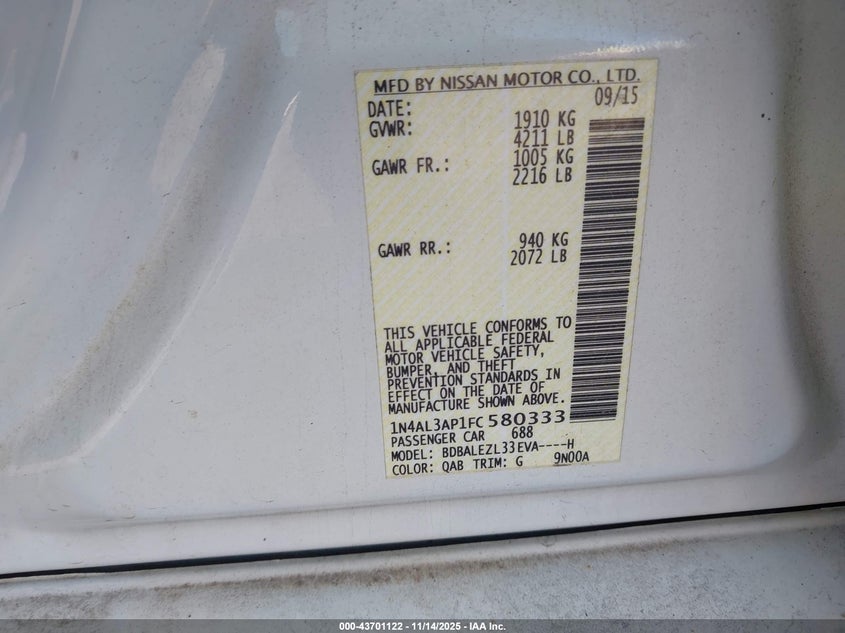 MFD BY NISSAN MOTOR CO., LTD.
DATE: 09/15
GVWR: 1910 KG
4211 LB
GAWR FR.: 1005 KG
2216 LB
GAWR RR.: 940 KG
2072 LB
THIS VEHICLE CONFORMS TO
ALL APPLICABLE FEDERAL
MOTOR VEHICLE SAFETY,
BUMPER, AND THEFT
PREVENTION STANDARDS IN
EFFECT ON THE DATE OF
MANUFACTURE SHOWN ABOVE.
1N4AL3AP1FC580333
PASSENGER CAR 688
MODEL: BDBALEZL33EVA----H
COLOR: QAB TRIM: G 9N00A
000-43701122 - 11/14/2025 - IAA Inc.